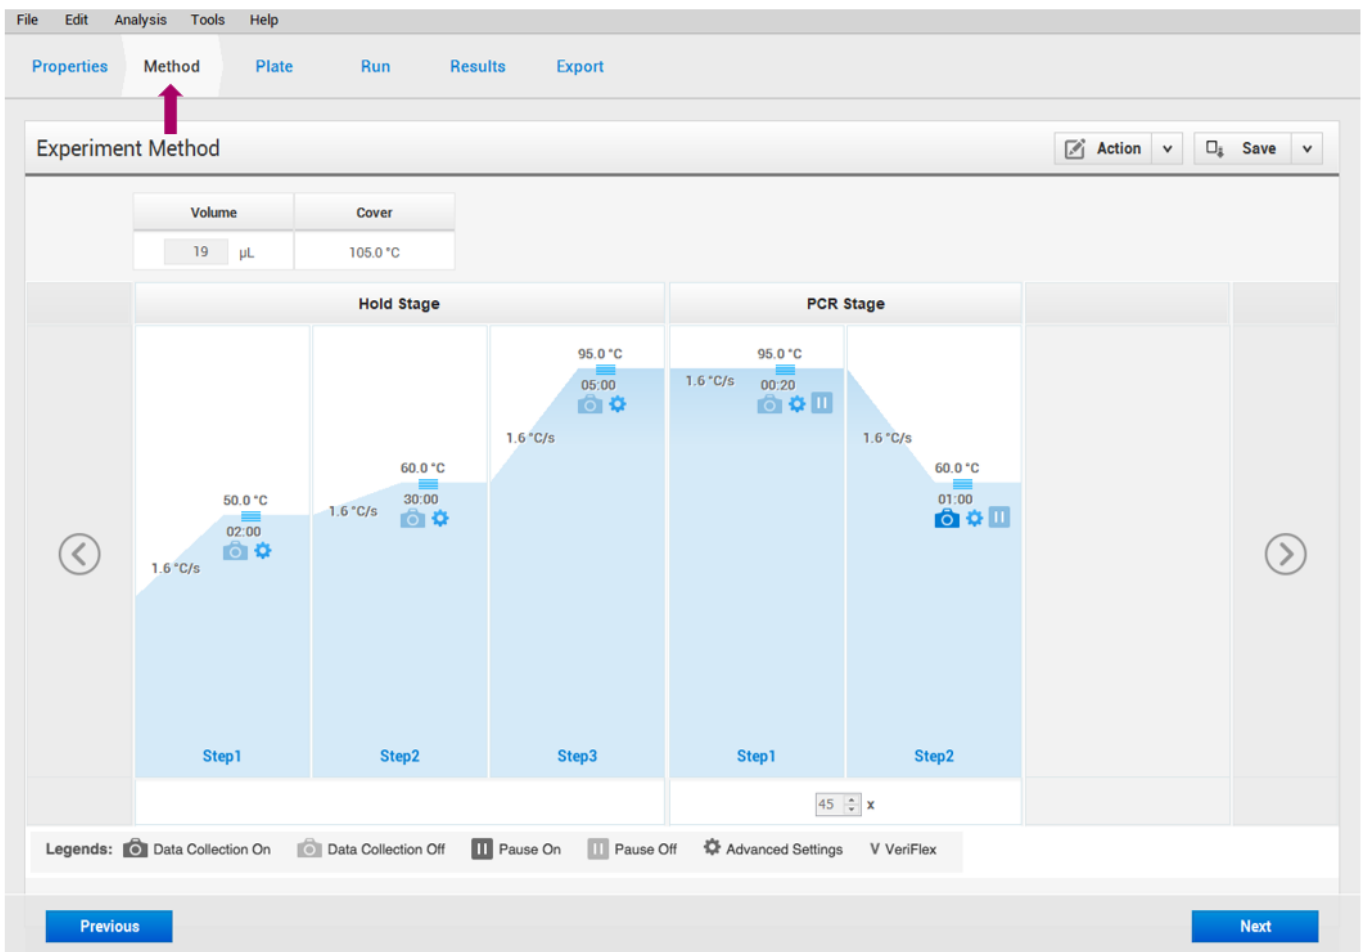 File Edit Analysis Tools Help
Properties Method Plate Run Results Export
Experiment Method
Action
Save
Volume Cover
19 µL 105.0 °C
Hold Stage PCR Stage
95.0 °C
05:00
95.0 °C
1.6 °C/s
00:20
1.6 °C/s
1.6 °C/s
60.0 °C
30:00
1.6 °C/s
60.0 °C
01:00
50.0 °C
02:00
1.6 °C/s
Step1 Step2 Step3 Step1 Step2
45 x
Legends: Data Collection On Data Collection Off Pause On Pause Off Advanced Settings V VeriFlex
Previous Next